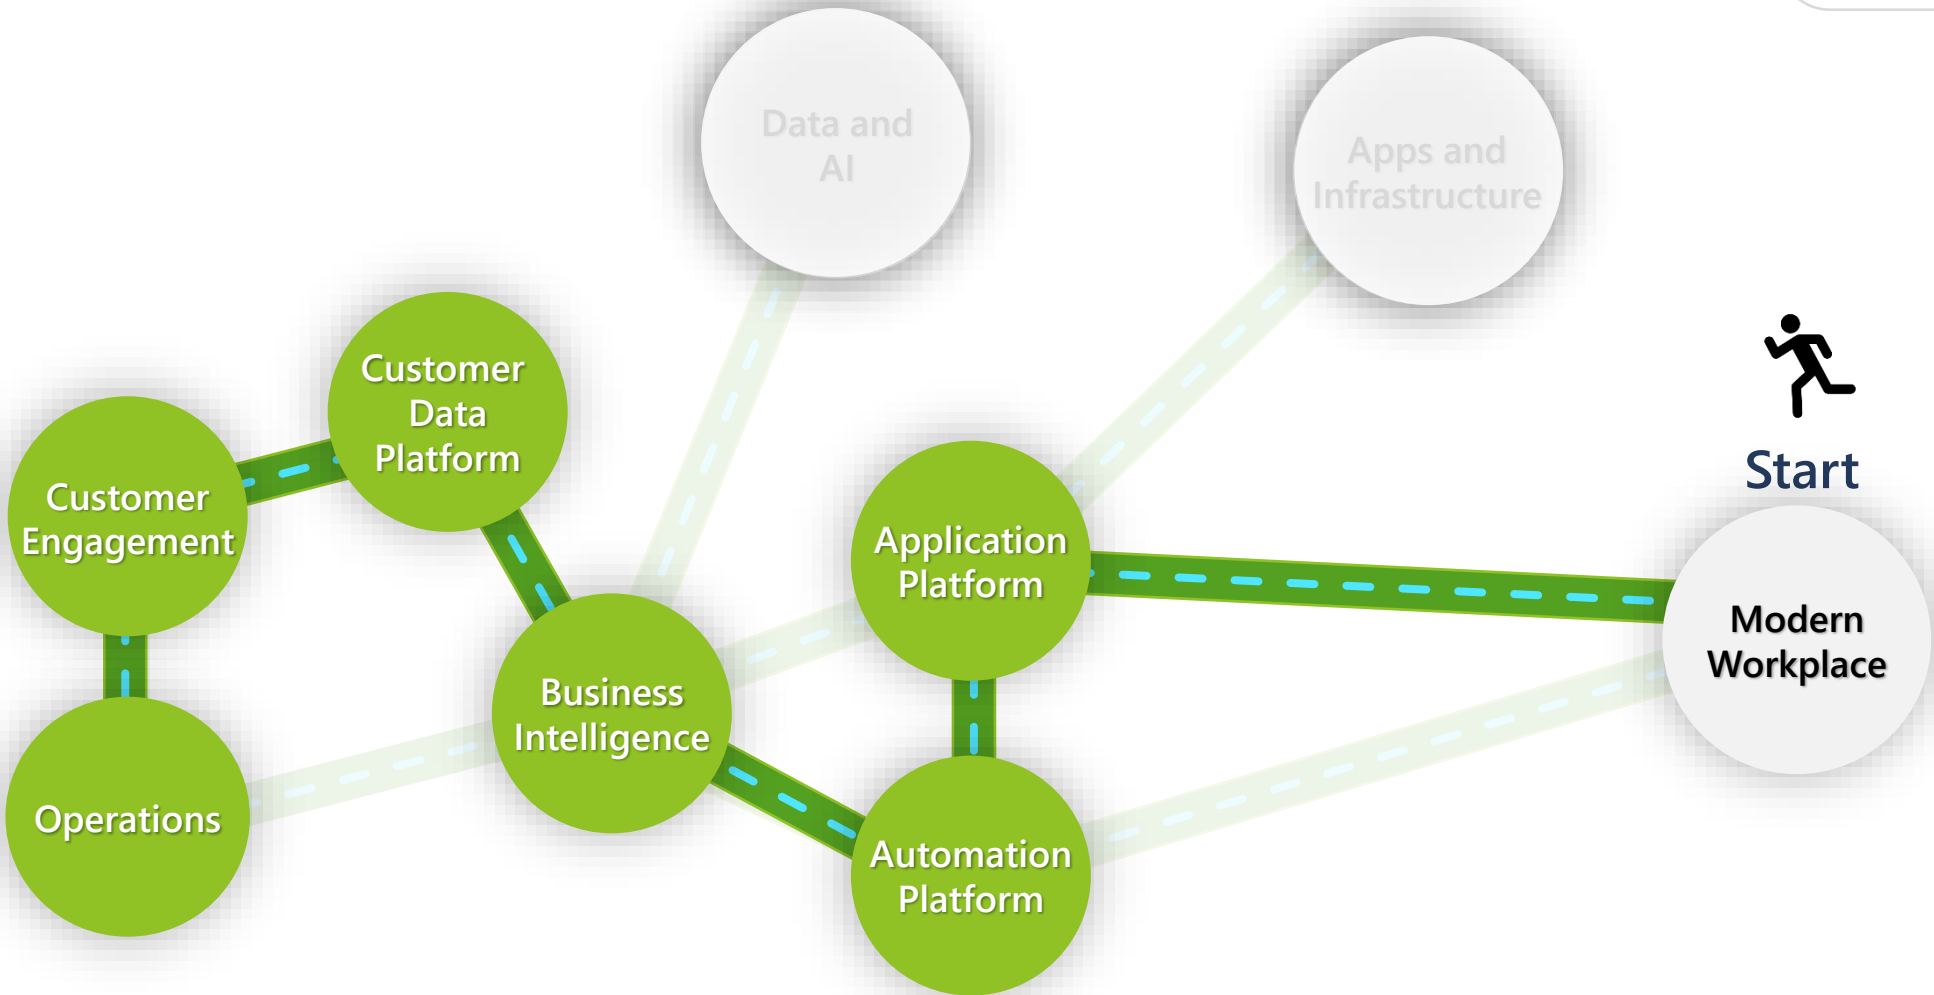 Data and
AI
Apps and
Infrastructure
Customer
Data
Platform
Start
Customer
Engagement
Application
Platform
Modern
Workplace
Business
Intelligence
Operations
Automation
Platform